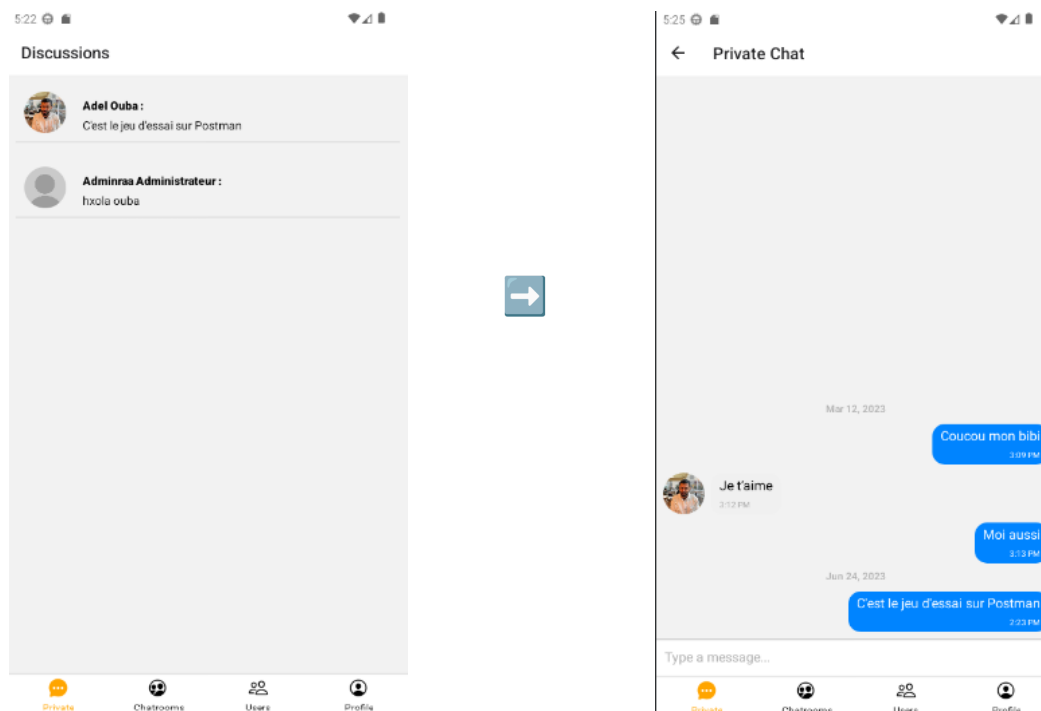 5:22
Discussions
Adel Ouba :
C'est le jeu d'essai sur Postman
Adminraa Administrateur :
hxola ouba
Private Chatrooms Users Profile
5:25
Private Chat
Mar 12, 2023
Coucou mon bibi
3:09 PM
Je t'aime
3:12 PM
Moi aussi
3:13 PM
Jun 24, 2023
C'est le jeu d'essai sur Postman
2:23 PM
Type a message...
Private Chatrooms Users Profile